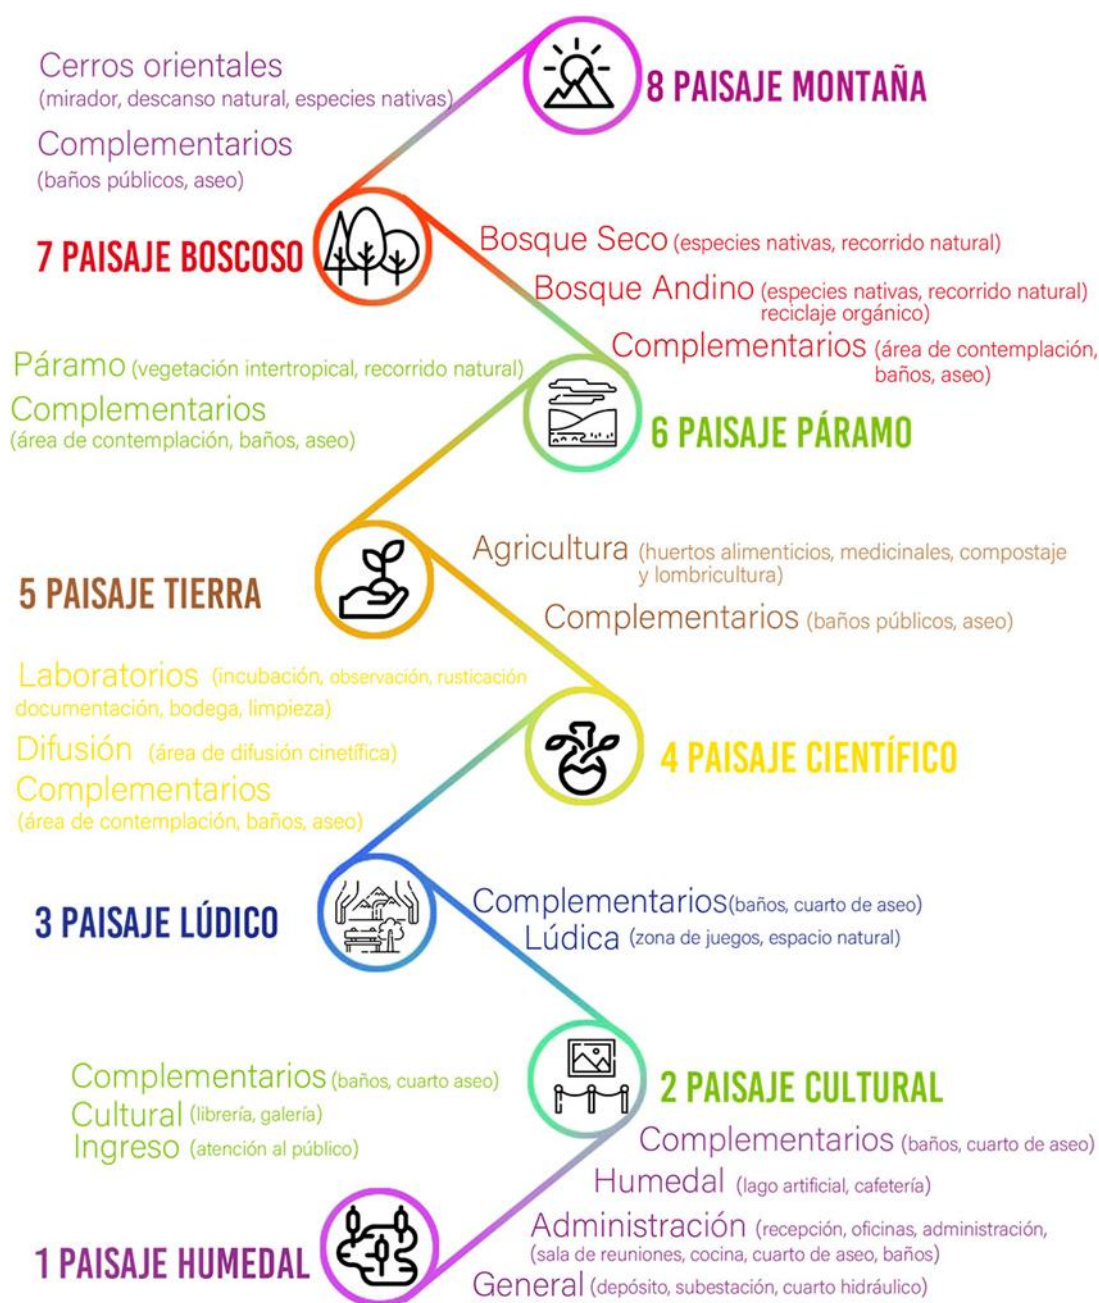 Cerros orientales
(mirador, descanso natural, especies nativas)
Complementarios
(baños públicos, aseo)
8 PAISAJE MONTAÑA
7 PAISAJE BOSCOSO
Bosque Seco (especies nativas, recorrido natural)
Bosque Andino (especies nativas, recorrido natural)
reciclaje orgánico)
Complementarios (área de contemplación,
baños, aseo)
Páramo (vegetación intertropical, recorrido natural)
Complementarios
(área de contemplación, baños, aseo)
6 PAISAJE PÁRAMO
5 PAISAJE TIERRA
Agricultura (huertos alimenticios, medicinales, compostaje
y lombricultura)
Complementarios (baños públicos, aseo)
Laboratorios (incubación, observación, rusticación
documentación, bodega, limpieza)
Difusión (área de difusión cinetífica)
Complementarios
(área de contemplación, baños, aseo)
4 PAISAJE CIENTÍFICO
3 PAISAJE LÚDICO
Complementarios(baños, cuarto de aseo)
Lúdica (zona de juegos, espacio natural)
Complementarios (baños, cuarto aseo)
Cultural (librería, galería)
Ingreso (atención al público)
2 PAISAJE CULTURAL
1 PAISAJE HUMEDAL
Complementarios (baños, cuarto de aseo)
Humedal (lago artificial, cafetería)
Administración (recepción, oficinas, administración,
(sala de reuniones, cocina, cuarto de aseo, baños)
General (depósito, subestación, cuarto hidráulico)